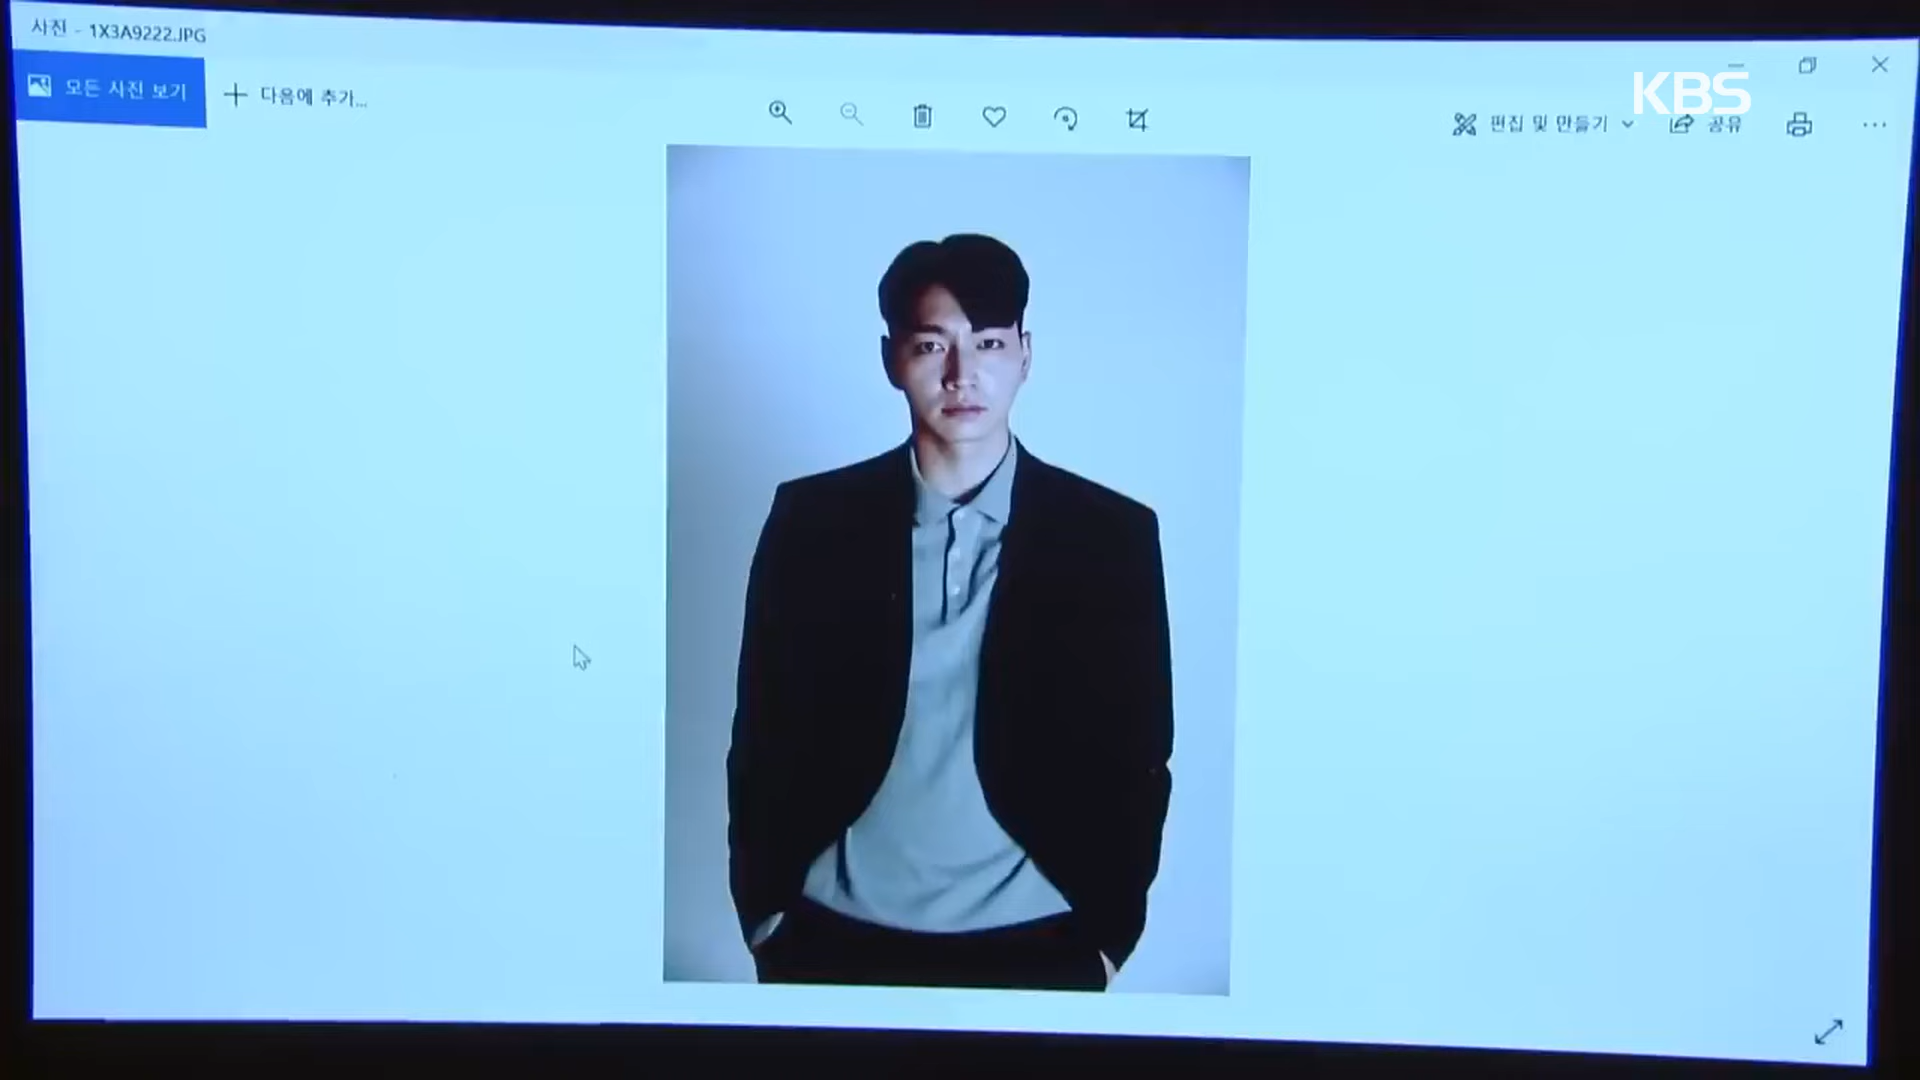 사진 - 1X3A9222.JPG
모든 사진 보기
다음에 추가...
KBS
편집 및 만들기
공유